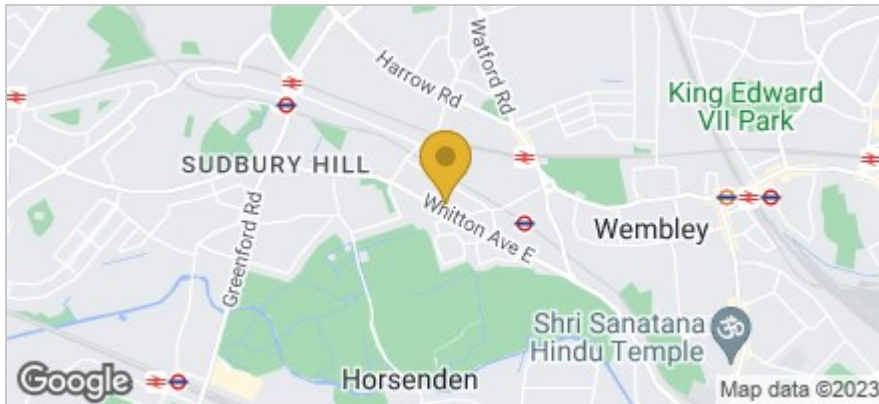 Harrow Rd
Watford Rd
King Edward
VII Park
SUDBURY HILL
Whitton Ave E
Wembley
Greenford Rd
Shri Sanatana
Hindu Temple
Horsenden
Google
Map data ©2023